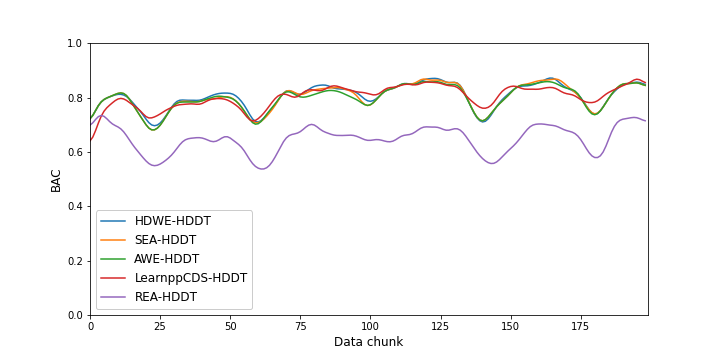 1.0
0.8
0.6
0.4
0.2
0.0
BAC
HDWE-HDDT
SEA-HDDT
AWE-HDDT
LearnppCDS-HDDT
REA-HDDT
0 25 50 75 100 125 150 175
Data chunk